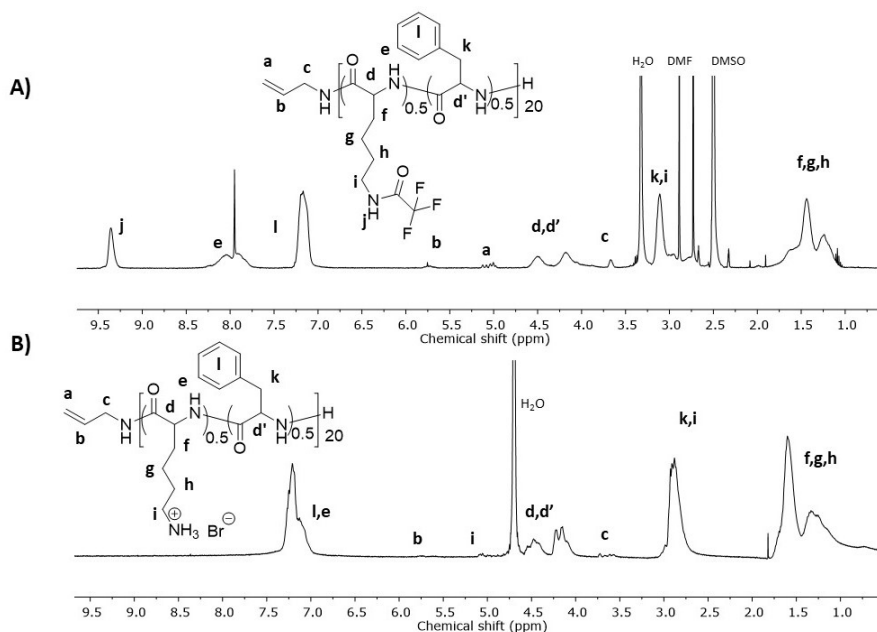 A)
a
b
c
N
H
O
d
e
H
N
0.5
f
g
h
i
HN
j
O
F
F
F
l
k
O
d'
N
H
0.5
H
20
H2O
DMF
DMSO
j
e
l
b
a
d,d’
c
k,i
f,g,h
9.5 9.0 8.5 8.0 7.5 7.0 6.5 6.0 5.5 5.0 4.5 4.0 3.5 3.0 2.5 2.0 1.5 1.0
Chemical shift (ppm)
B)
a
b
c
N
H
O
d
e
H
N
0.5
f
g
h
i
NH3 + Br −
l
k
O
d'
N
H
0.5
H
20
H2O
l,e
b
i
d,d’
c
k,i
f,g,h
9.5 9.0 8.5 8.0 7.5 7.0 6.5 6.0 5.5 5.0 4.5 4.0 3.5 3.0 2.5 2.0 1.5 1.0
Chemical shift (ppm)